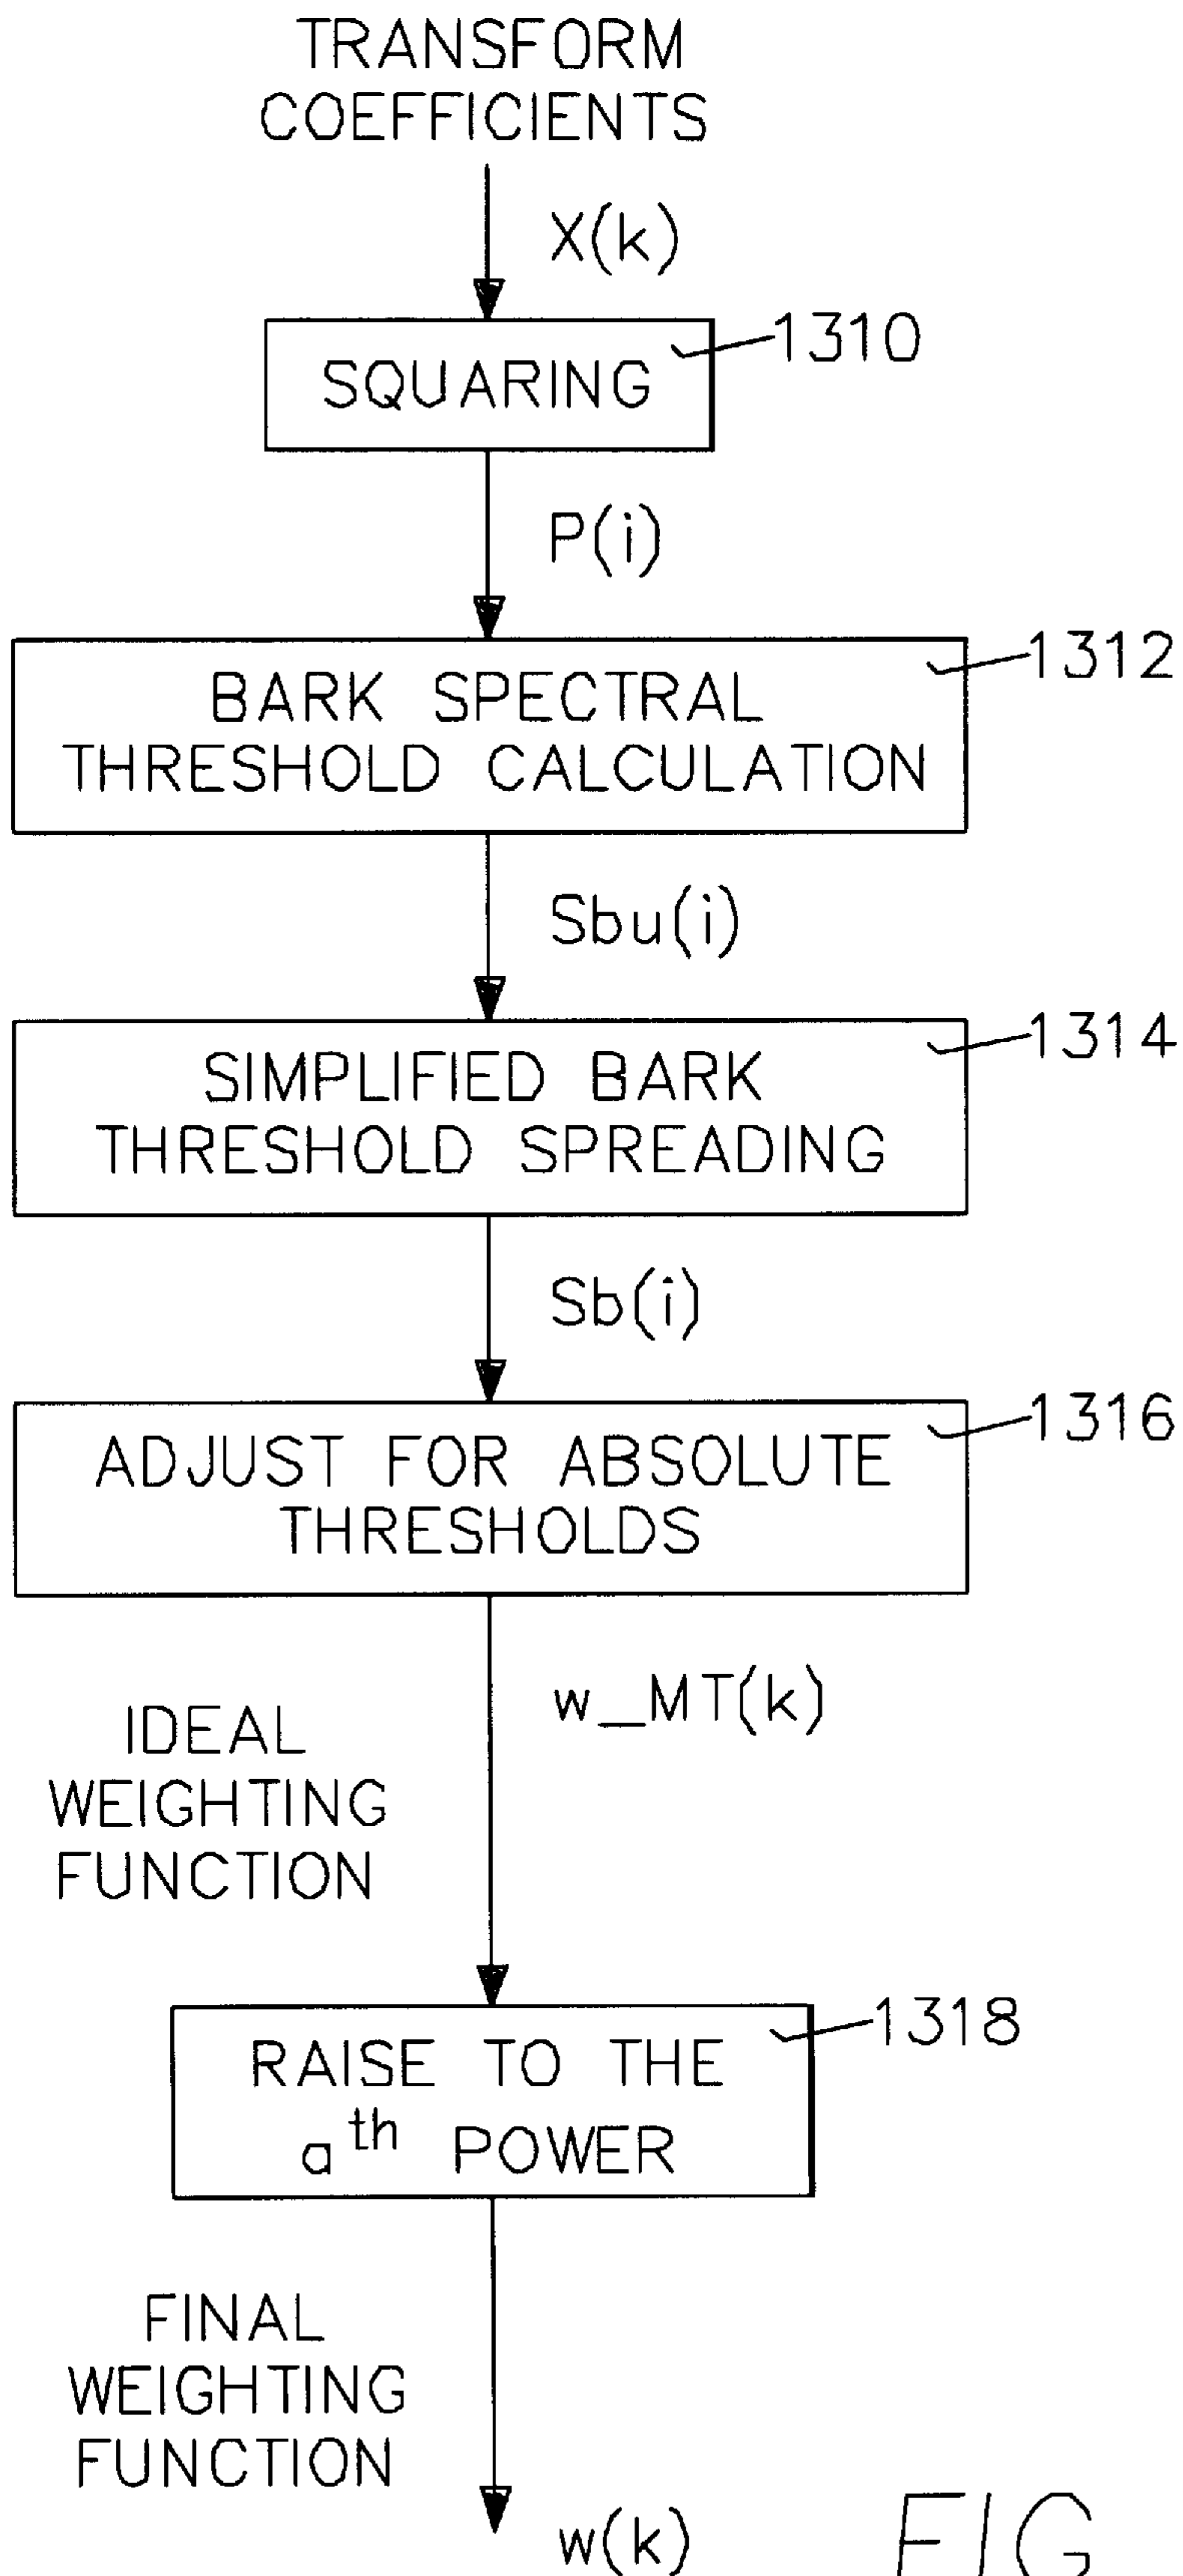 TRANSFORM
COEFFICIENTS
X(k)
1310
SQUARING
P(i)
1312
BARK SPECTRAL
THRESHOLD CALCULATION
Sbu(i)
1314
SIMPLIFIED BARK
THRESHOLD SPREADING
Sb(i)
1316
ADJUST FOR ABSOLUTE
THRESHOLDS
w_MT(k)
IDEAL
WEIGHTING
FUNCTION
1318
RAISE TO THE
a^th POWER
FINAL
WEIGHTING
FUNCTION
w(k)
FIG